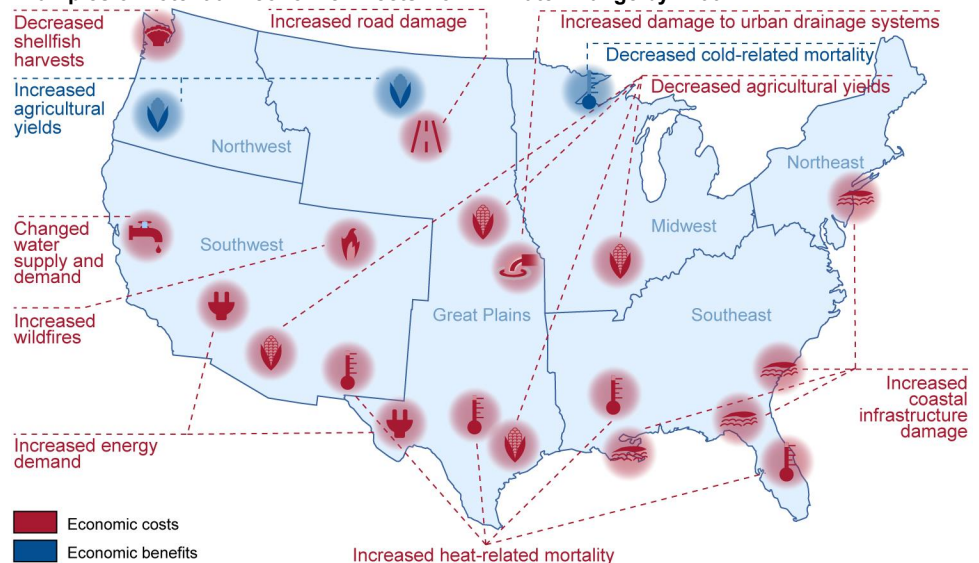 Decreased
shellfish
harvests
Increased road damage
Increased damage to urban drainage systems
Decreased cold-related mortality
Decreased agricultural yields
Increased
agricultural
yields
Northwest
Northeast
Changed
water
supply and
demand
Southwest
Midwest
Increased
wildfires
Great Plains
Southeast
Increased
coastal
infrastructure
damage
Increased energy
demand
Economic costs
Economic benefits
Increased heat-related mortality